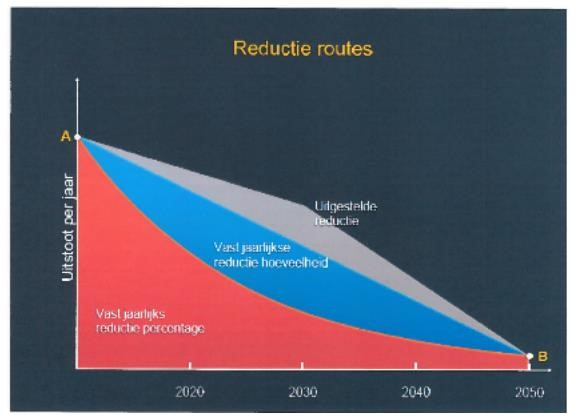 Reductie routes
A
Uitstoot per jaar
Uitgestelde
reductie
Vast jaarlijkse
reductie hoeveelheid
Vast jaarlijks
reductie percentage
B
2020
2030
2040
2050